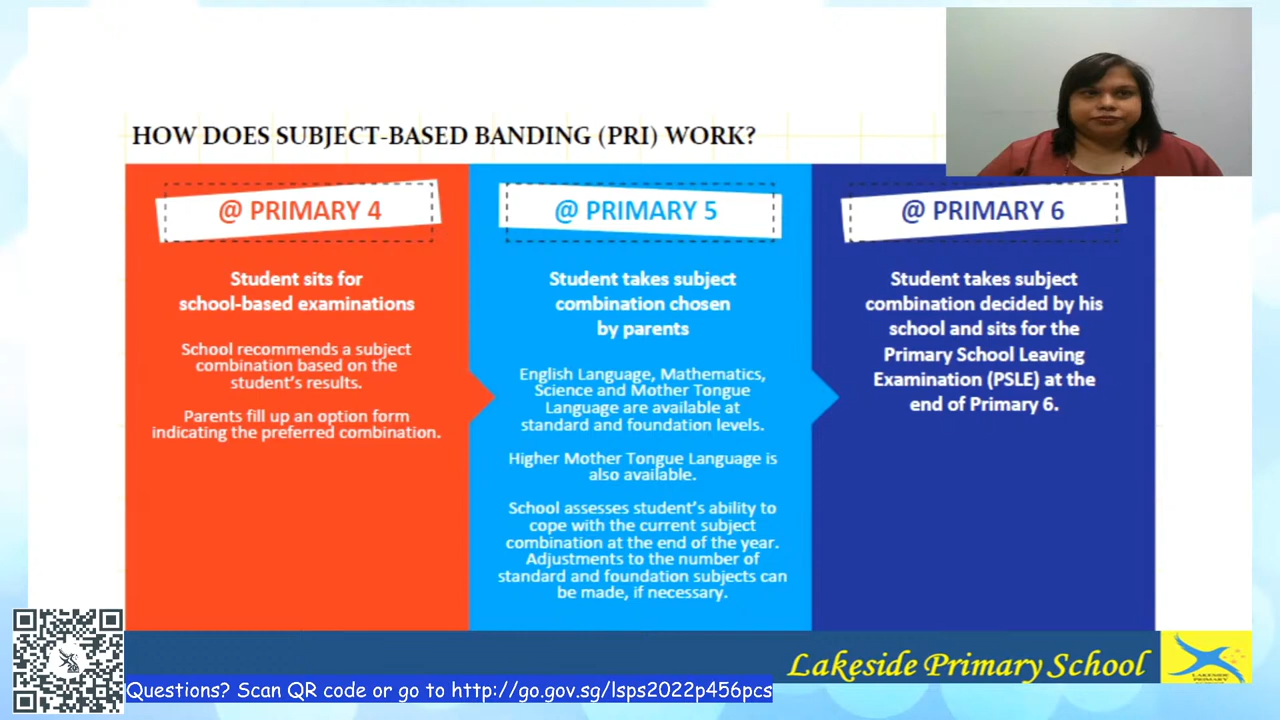 HOW DOES SUBJECT-BASED BANDING (PRI) WORK?
@ PRIMARY 4
Student sits for
school-based examinations
School recommends a subject
combination based on the
student's results.
Parents fill up an option form
indicating the preferred combination.
@ PRIMARY 5
Student takes subject
combination chosen
by parents
English Language, Mathematics,
Science and Mother Tongue
Language are available at
standard and foundation levels.
Higher Mother Tongue Language is
also available.
School assesses student's ability to
cope with the current subject
combination at the end of the year.
Adjustments to the number of
standard and foundation subjects can
be made, if necessary.
@ PRIMARY 6
Student takes subject
combination decided by his
school and sits for the
Primary School Leaving
Examination (PSLE) at the
end of Primary 6.
Lakeside Primary School
LAKESIDE
PRIMARY
Questions? Scan QR code or go to http://go.gov.sg/lsps2022p456pcs